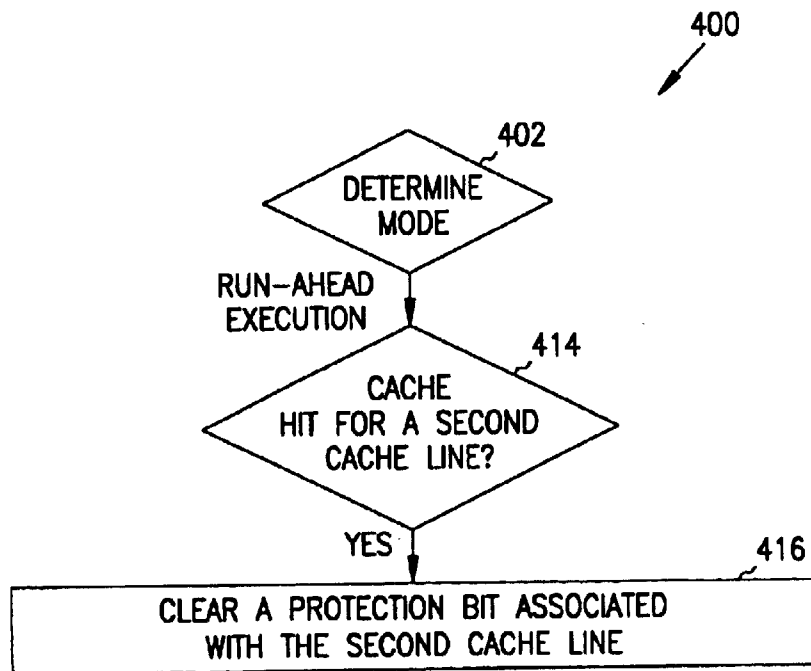 400
402
DETERMINE
MODE
RUN-AHEAD
EXECUTION
414
CACHE
HIT FOR A SECOND
CACHE LINE?
YES
416
CLEAR A PROTECTION BIT ASSOCIATED
WITH THE SECOND CACHE LINE